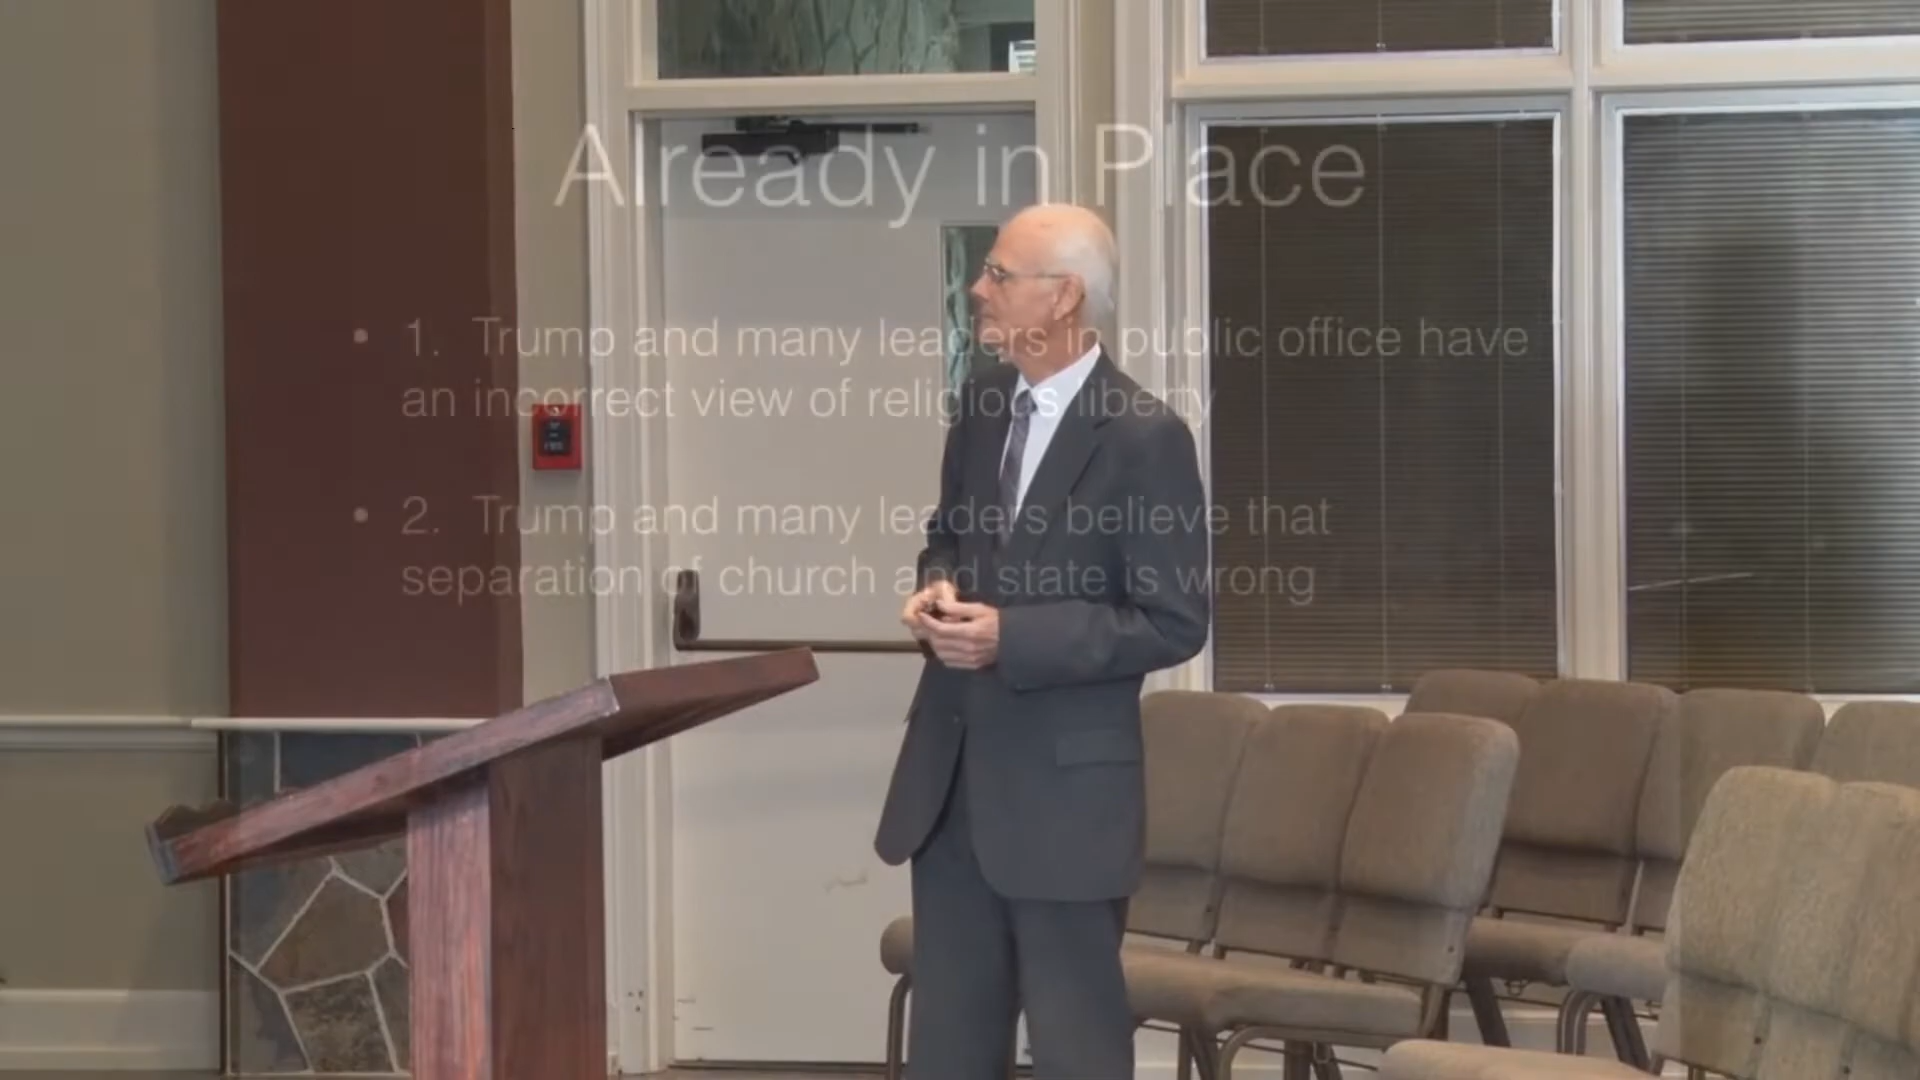 Already in Place
• 1. Trump and many leaders in public office have
an incorrect view of religious liberty
• 2. Trump and many leaders believe that
separation of church and state is wrong